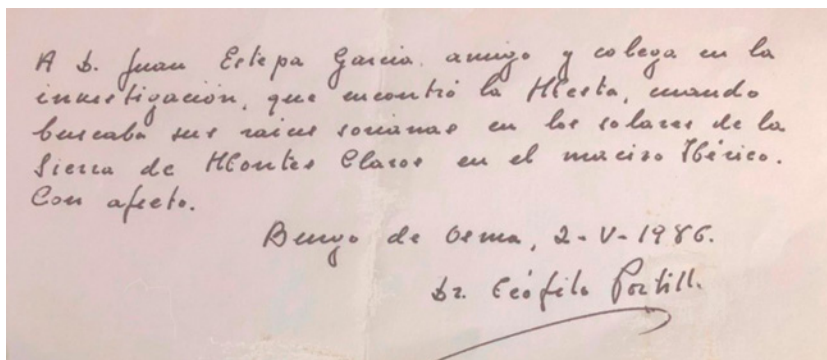 A D. Juan Estepa García, amigo y colega en la
investigación, que encontró la Mesta, cuando
buscaba sus raices sorianas en los solares de la
Sierra de Montes Claros en el macizo Ibérico.
Con afecto.
Burgo de Osma, 2-V-1986.
Dr. Teófilo Portill.